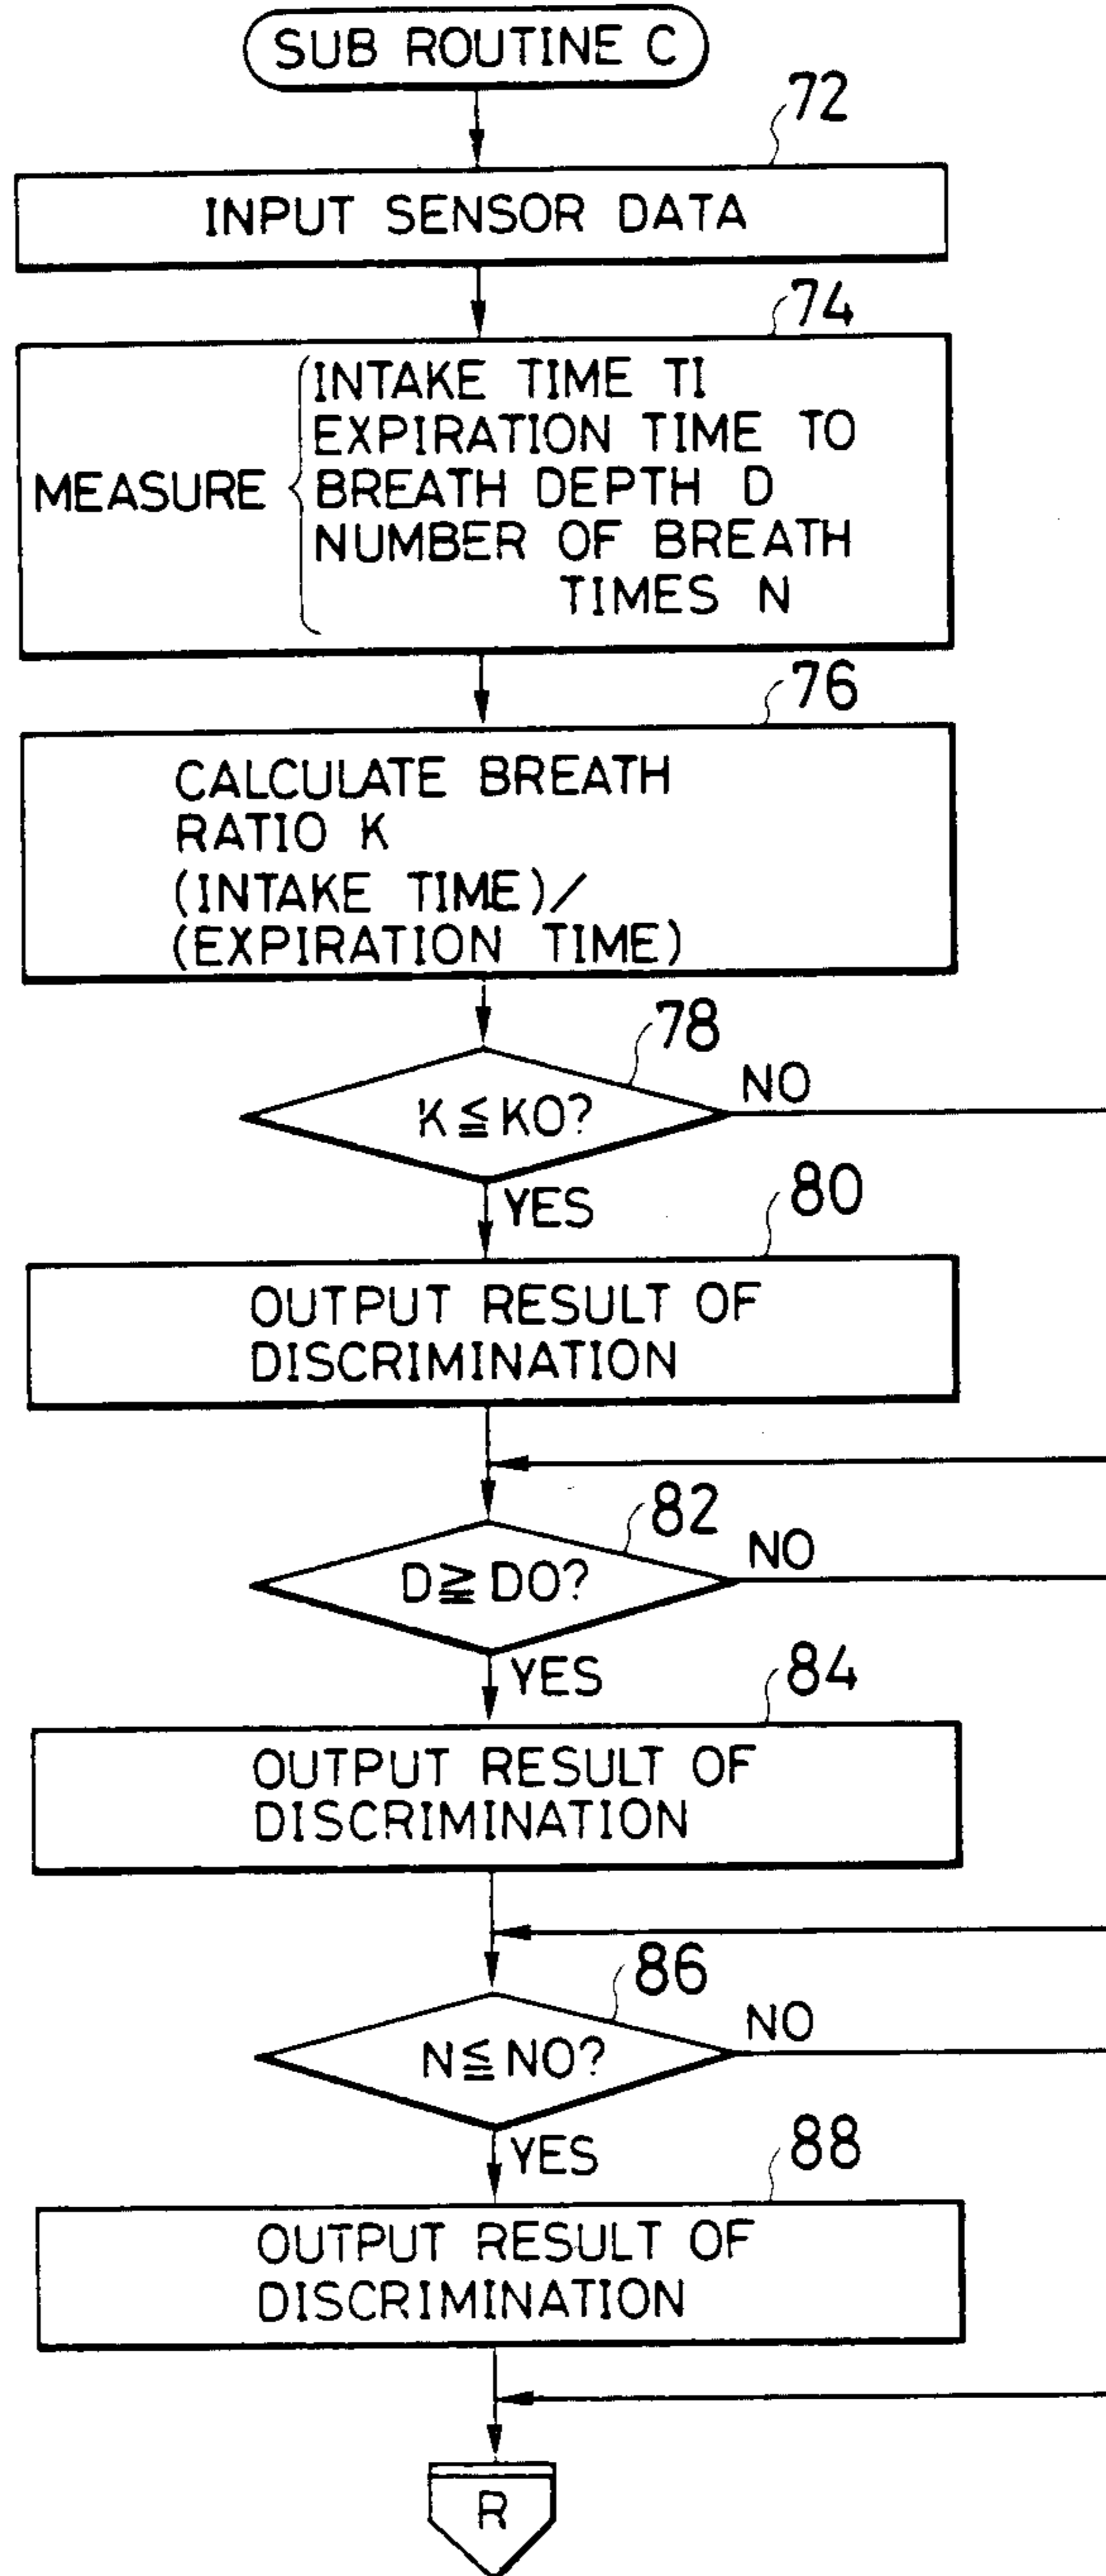 SUB ROUTINE C
72
INPUT SENSOR DATA
74
MEASURE
INTAKE TIME TI
EXPIRATION TIME TO
BREATH DEPTH D
NUMBER OF BREATH
TIMES N
76
CALCULATE BREATH
RATIO K
(INTAKE TIME)/
(EXPIRATION TIME)
78
K≦KO?
NO
YES
80
OUTPUT RESULT OF
DISCRIMINATION
82
D≧DO?
NO
YES
84
OUTPUT RESULT OF
DISCRIMINATION
86
N≦NO?
NO
YES
88
OUTPUT RESULT OF
DISCRIMINATION
R